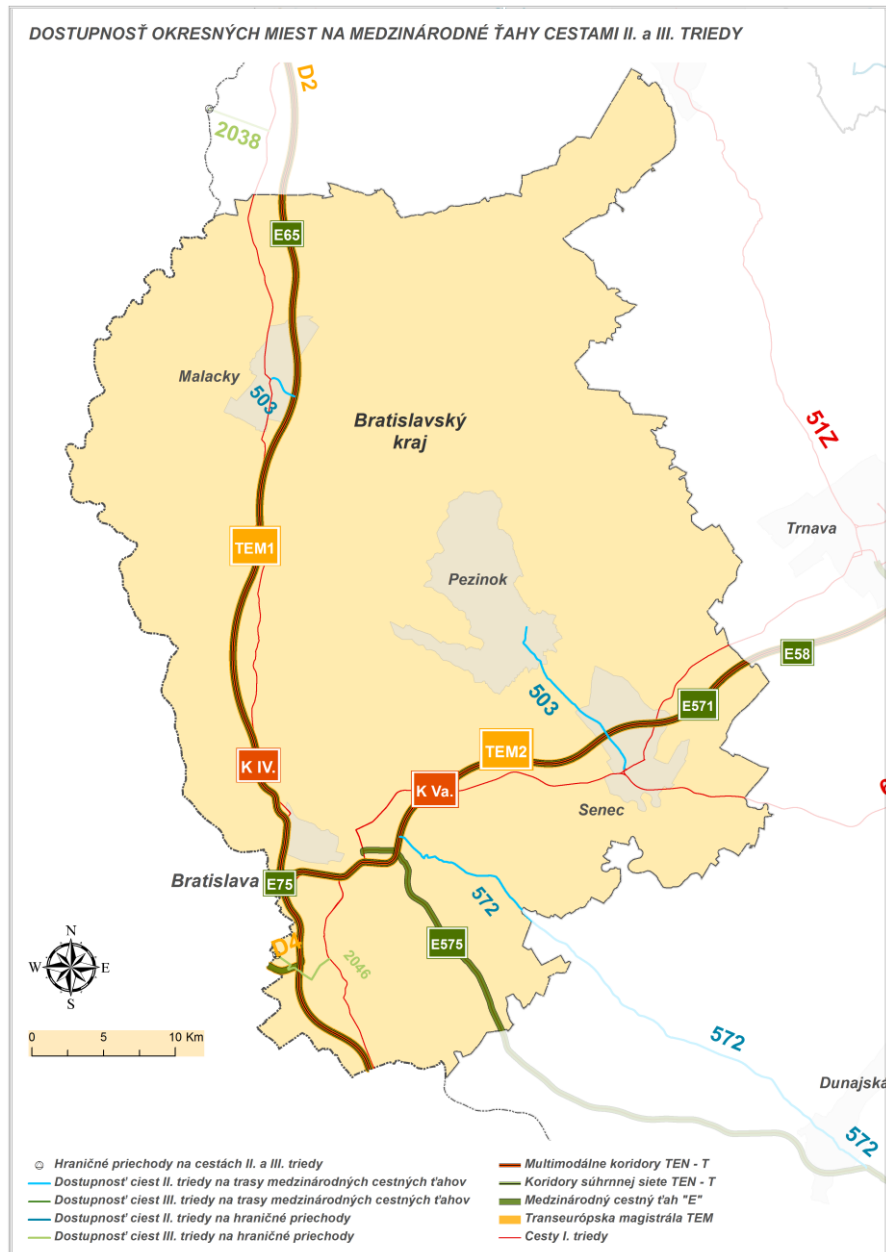 DOSTUPNOSŤ OKRESNÝCH MIEST NA MEDZINÁRODNÉ ŤAHY CESTAMI II. a III. TRIEDY
D2
2038
E65
Malacky
503
Bratislavský
kraj
51Z
TEM1
Trnava
Pezinok
E58
503
E571
TEM2
K IV.
K Va.
Senec
Bratislava
E75
572
E575
D4
2046
N
W E
S
0 5 10 Km
572
Dunajská
572
Hraničné priechody na cestách II. a III. triedy
Dostupnosť ciest II. triedy na trasy medzinárodných cestných ťahov
Dostupnosť ciest III. triedy na trasy medzinárodných cestných ťahov
Dostupnosť ciest II. triedy na hraničné priechody
Dostupnosť ciest III. triedy na hraničné priechody
Multimodálne koridory TEN - T
Koridory súhrnnej siete TEN - T
Medzinárodný cestný ťah "E"
Transeurópska magistrála TEM
Cesty I. triedy